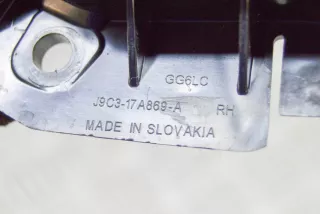 GG6LC
J9C3-17A869-A RH
MADE IN SLOVAKIA